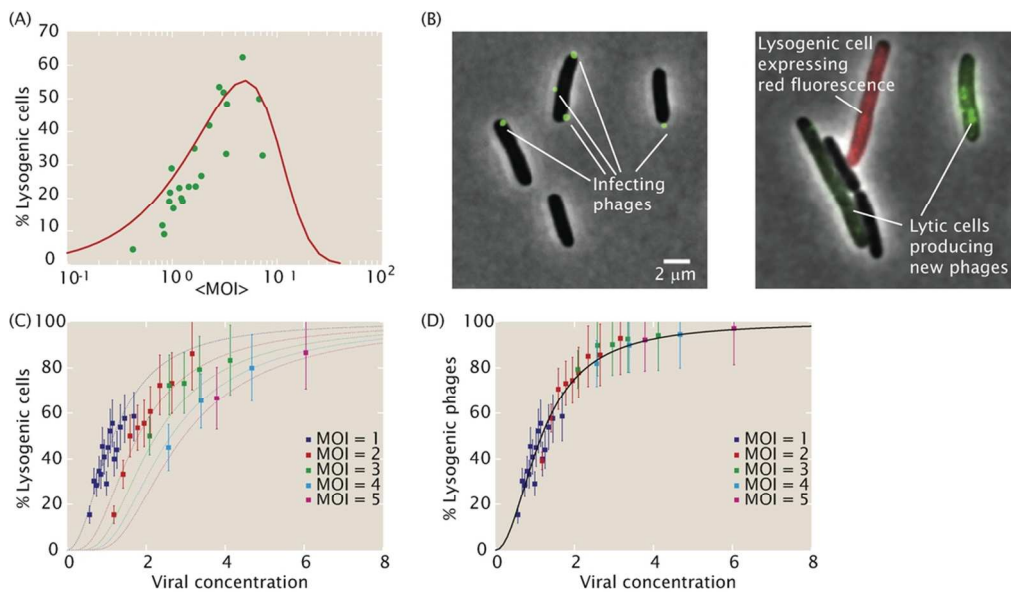 (A)
70
60
50
40
30
20
10
0
% Lysogenic cells
10-1
10 0
10 1
10 2
<MOI>
(B)
Infecting
phages
2 μm
Lysogenic cell
expressing
red fluorescence
Lytic cells
producing
new phages
(C)
100
80
60
40
20
0
% Lysogenic cells
MOI = 1
MOI = 2
MOI = 3
MOI = 4
MOI = 5
0
2
4
6
8
Viral concentration
(D)
100
80
60
40
20
0
% Lysogenic phages
MOI = 1
MOI = 2
MOI = 3
MOI = 4
MOI = 5
0
2
4
6
8
Viral concentration